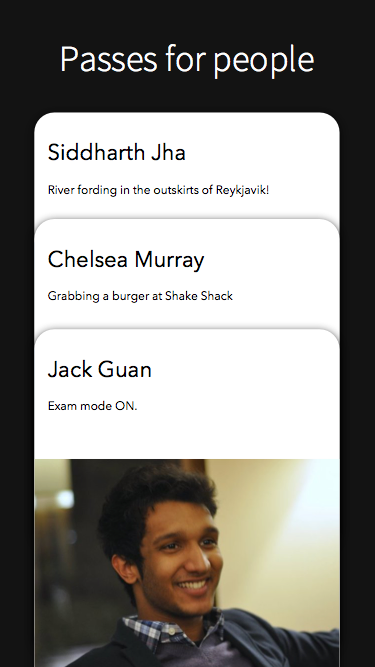 Passes for people
Siddharth Jha
River fording in the outskirts of Reykjavik!
Chelsea Murray
Grabbing a burger at Shake Shack
Jack Guan
Exam mode ON.